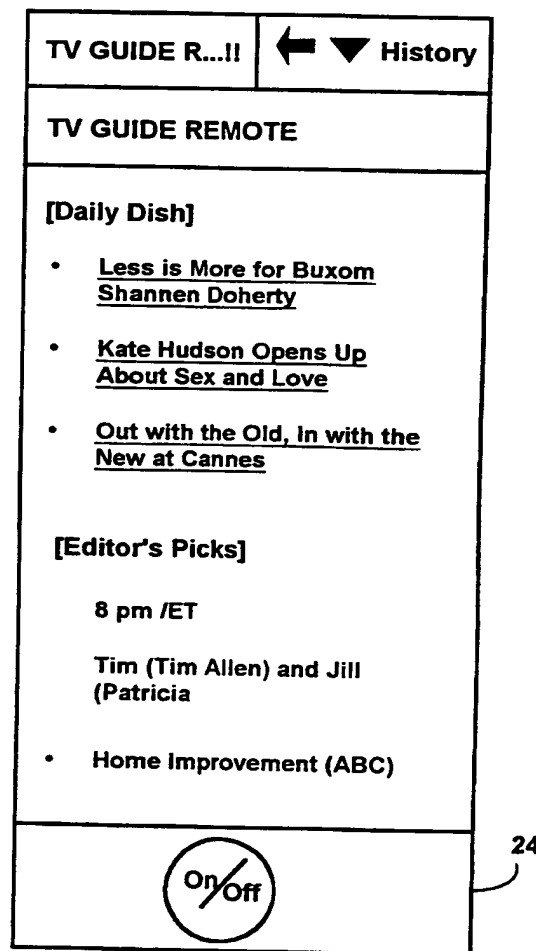 TV GUIDE R...!! History
TV GUIDE REMOTE
[Daily Dish]
• Less is More for Buxom
Shannen Doherty
• Kate Hudson Opens Up
About Sex and Love
• Out with the Old, In with the
New at Cannes
[Editor's Picks]
8 pm /ET
Tim (Tim Allen) and Jill
(Patricia
• Home Improvement (ABC)
On/Off
24